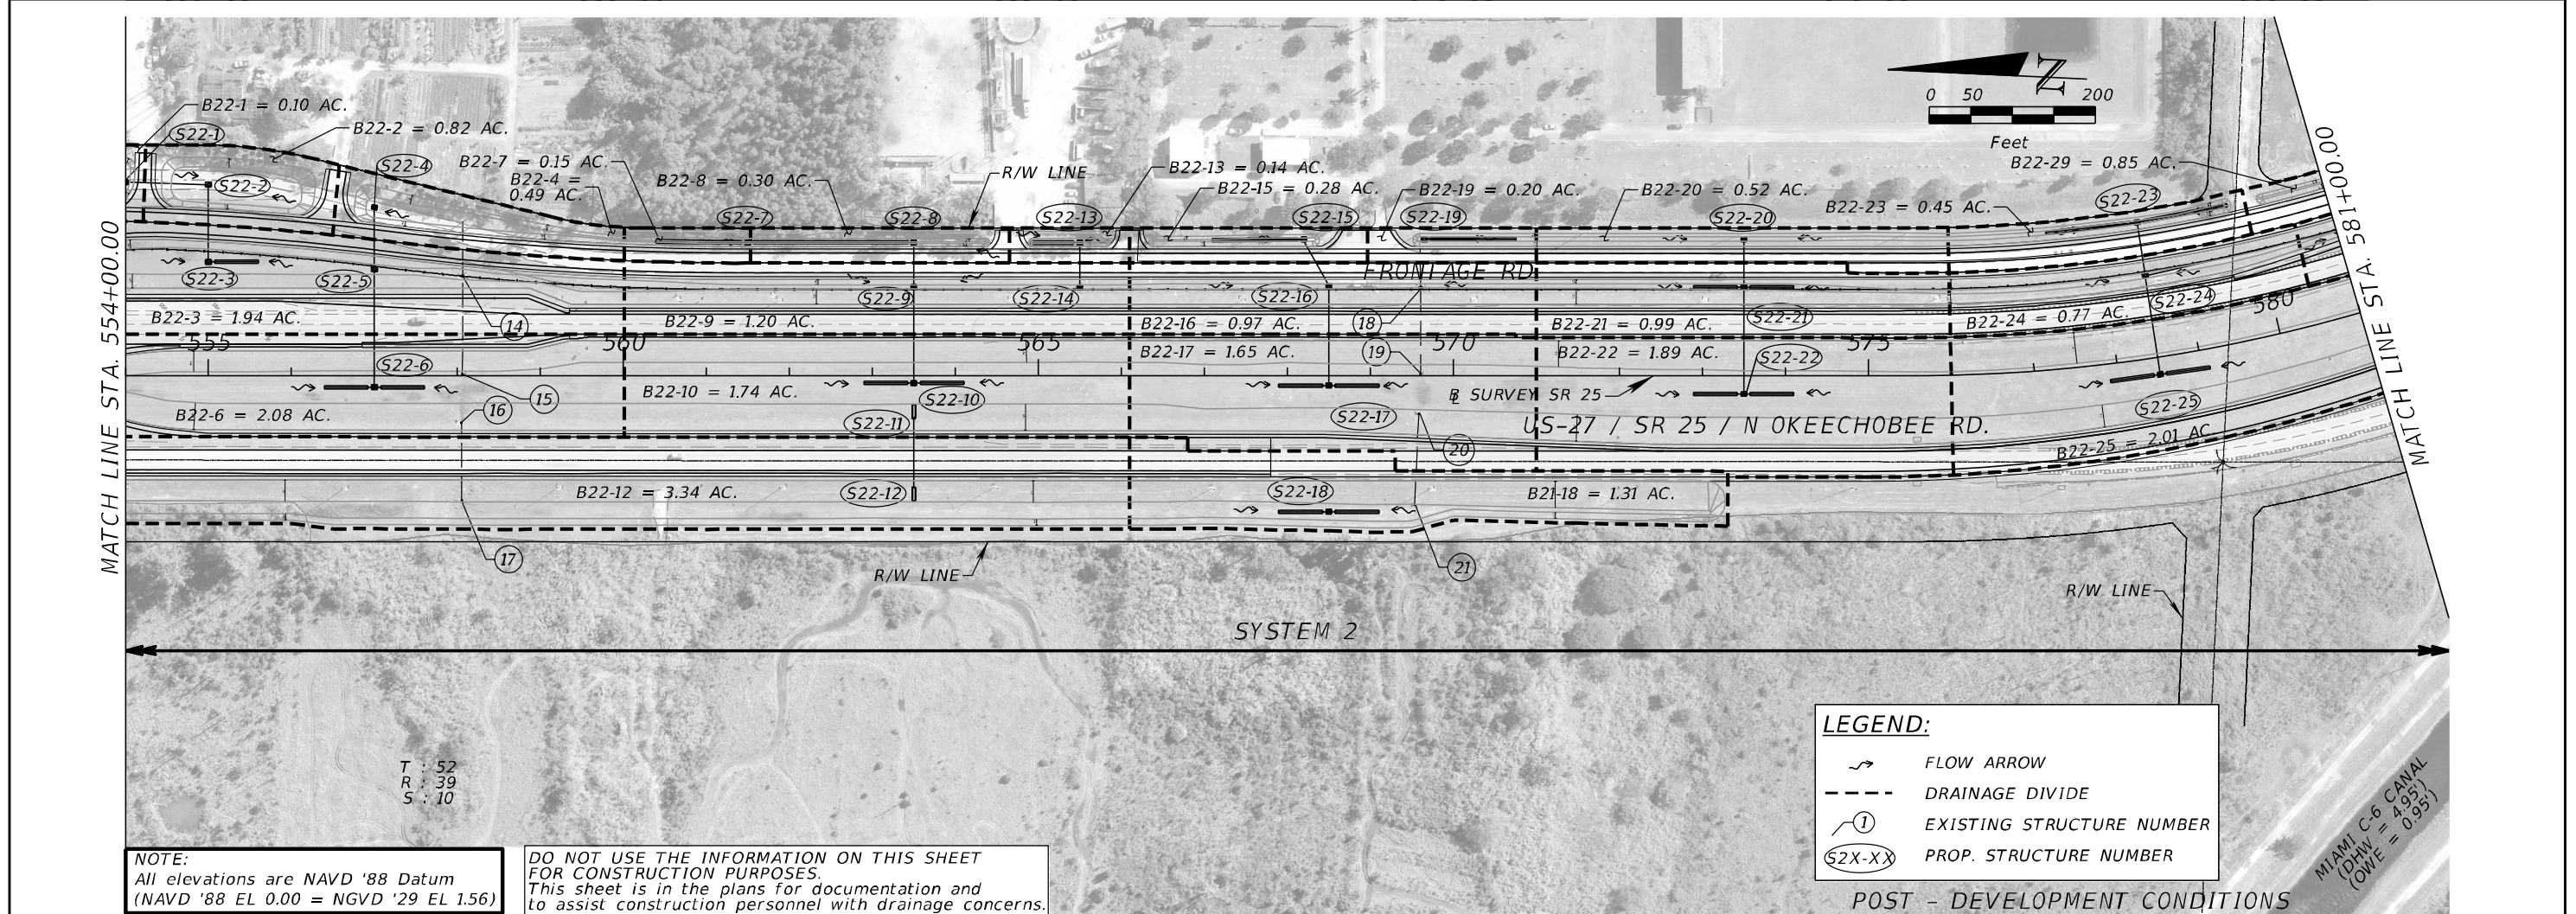 B22-1 = 0.10 AC.
S22-1
B22-2 = 0.82 AC.
S22-2
S22-4
B22-7 = 0.15 AC.
B22-4 =
0.49 AC.
B22-8 = 0.30 AC.
R/W LINE
B22-13 = 0.14 AC.
B22-15 = 0.28 AC.
B22-19 = 0.20 AC.
B22-20 = 0.52 AC.
B22-23 = 0.45 AC.
B22-29 = 0.85 AC.
N
0 50 200
Feet
S22-7
S22-8
S22-13
S22-15
S22-19
S22-20
S22-23
MATCH LINE STA. 554+00.00
MATCH LINE STA. 581+00.00
S22-3
S22-5
S22-9
S22-14
S22-16
FRONTAGE RD.
S22-21
S22-24
B22-3 = 1.94 AC.
14
B22-9 = 1.20 AC.
B22-16 = 0.97 AC.
18
B22-21 = 0.99 AC.
B22-24 = 0.77 AC.
555
560
565
570
575
580
S22-6
B22-17 = 1.65 AC.
19
B22-22 = 1.89 AC.
S22-22
B22-10 = 1.74 AC.
S22-10
BL SURVEY SR 25
15
16
B22-6 = 2.08 AC.
S22-11
S22-17
US-27 / SR 25 / N OKEECHOBEE RD.
S22-25
20
B22-25 = 2.01 AC.
B22-12 = 3.34 AC.
S22-12
S22-18
B21-18 = 1.31 AC.
17
R/W LINE
21
R/W LINE
SYSTEM 2
T : 52
R : 39
S : 10
LEGEND:
FLOW ARROW
DRAINAGE DIVIDE
1 EXISTING STRUCTURE NUMBER
S2X-XX PROP. STRUCTURE NUMBER
MIAMI C-6 CANAL
(DHW = 4.95')
(OWE = 0.95')
NOTE:
All elevations are NAVD '88 Datum
(NAVD '88 EL 0.00 = NGVD '29 EL 1.56)
DO NOT USE THE INFORMATION ON THIS SHEET
FOR CONSTRUCTION PURPOSES.
This sheet is in the plans for documentation and
to assist construction personnel with drainage concerns.
POST - DEVELOPMENT CONDITIONS